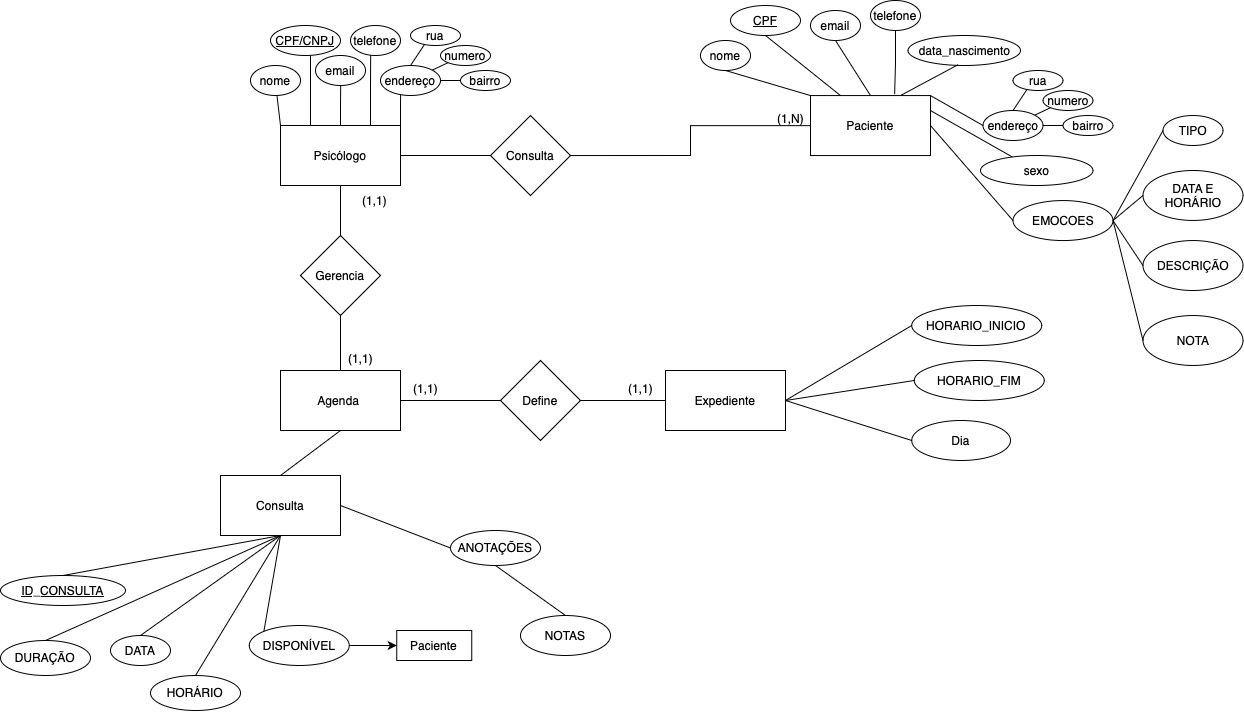 CPF/CNPJ
telefone
rua
nome
email
numero
endereço
bairro
Psicólogo
(1,1)
Consulta
(1,N)
CPF
email
telefone
nome
data_nascimento
rua
numero
endereço
bairro
Paciente
sexo
EMOCOES
TIPO
DATA E
HORÁRIO
DESCRIÇÃO
NOTA
Gerencia
(1,1)
Agenda
(1,1)
Define
(1,1)
Expediente
HORARIO_INICIO
HORARIO_FIM
Dia
Consulta
ANOTAÇÕES
NOTAS
ID_CONSULTA
DURAÇÃO
DATA
HORÁRIO
DISPONÍVEL
Paciente